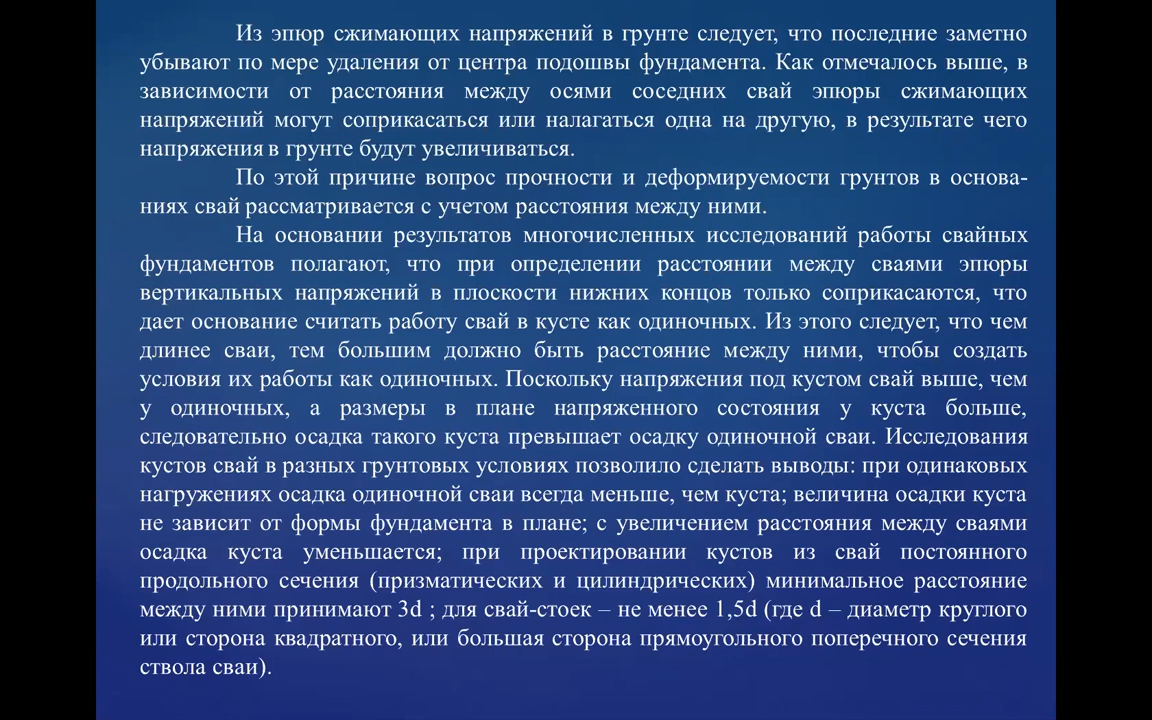 Из эпюр сжимающих напряжений в грунте следует, что последние заметно
убывают по мере удаления от центра подошвы фундамента. Как отмечалось выше, в
зависимости от расстояния между осями соседних свай эпюры сжимающих
напряжений могут соприкасаться или налагаться одна на другую, в результате чего
напряжения в грунте будут увеличиваться.
По этой причине вопрос прочности и деформируемости грунтов в основа-
ниях свай рассматривается с учетом расстояния между ними.
На основании результатов многочисленных исследований работы свайных
фундаментов полагают, что при определении расстоянии между сваями эпюры
вертикальных напряжений в плоскости нижних концов только соприкасаются, что
дает основание считать работу свай в кусте как одиночных. Из этого следует, что чем
длинее сваи, тем большим должно быть расстояние между ними, чтобы создать
условия их работы как одиночных. Поскольку напряжения под кустом свай выше, чем
у одиночных, а размеры в плане напряженного состояния у куста больше,
следовательно осадка такого куста превышает осадку одиночной сваи. Исследования
кустов свай в разных грунтовых условиях позволило сделать выводы: при одинаковых
нагружениях осадка одиночной сваи всегда меньше, чем куста; величина осадки куста
не зависит от формы фундамента в плане; с увеличением расстояния между сваями
осадка куста уменьшается; при проектировании кустов из свай постоянного
продольного сечения (призматических и цилиндрических) минимальное расстояние
между ними принимают 3d ; для свай-стоек – не менее 1,5d (где d – диаметр круглого
или сторона квадратного, или большая сторона прямоугольного поперечного сечения
ствола сваи).